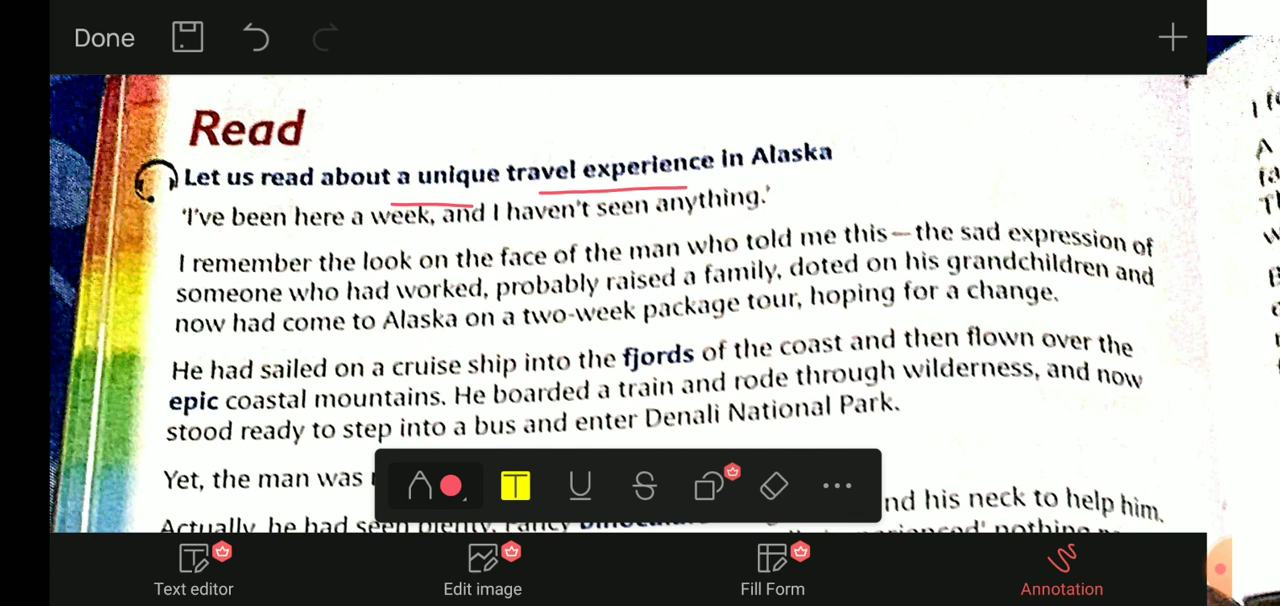 Done
Read
Let us read about a unique travel experience in Alaska
'I've been here a week, and I haven't seen anything.'
I remember the look on the face of the man who told me this—the sad expression of
someone who had worked, probably raised a family, doted on his grandchildren and
now had come to Alaska on a two-week package tour, hoping for a change.
He had sailed on a cruise ship into the fjords of the coast and then flown over the
epic coastal mountains. He boarded a train and rode through wilderness, and now
stood ready to step into a bus and enter Denali National Park.
Yet, the man was nd his neck to help him.
Actually, he had seen plenty. Fancy
Text editor
Edit image
Fill Form
Annotation